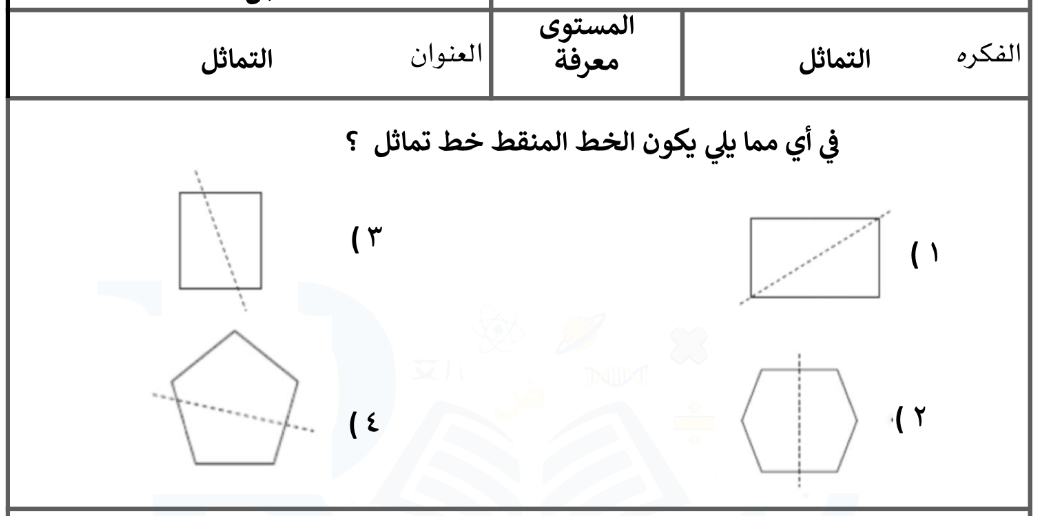 الفكره التماثل
المستوى
معرفة
العنوان التماثل
في أي مما يلي يكون الخط المنقط خط تماثل ؟
١ )
٣ )
٢ )
٤ )